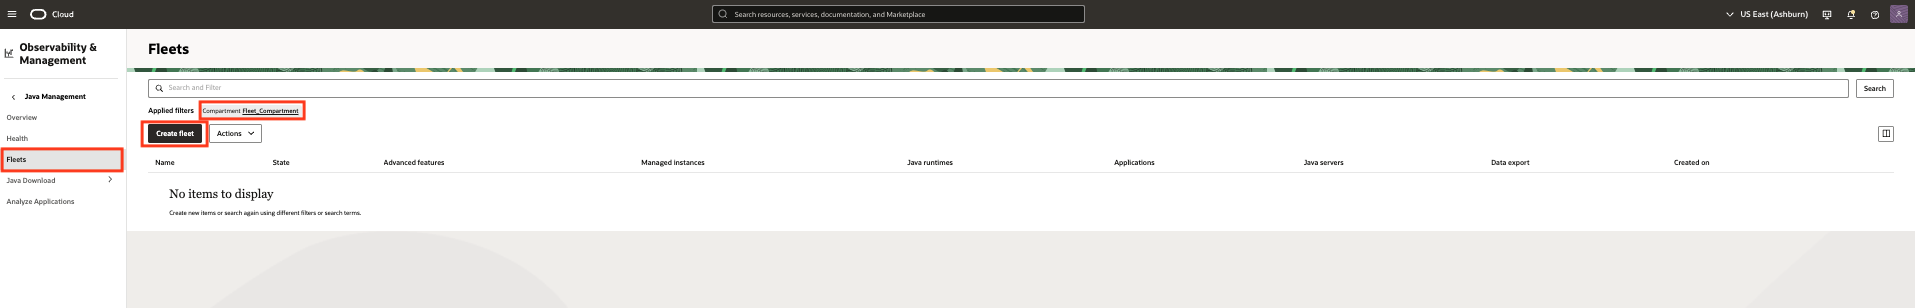 Cloud
Search resources, services, documentation, and Marketplace
US East (Ashburn)
Observability &
Management
Java Management
Overview
Health
Fleets
Java Download
Analyze Applications
Fleets
Search and Filter
Search
Applied filters Compartment Fleet_Compartment
Create fleet Actions
Name State Advanced features Managed instances Java runtimes Applications Java servers Data export Created on
No items to display
Create new items or search again using different filters or search terms.